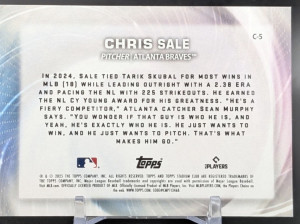 C-5
CHRIS SALE
PITCHER | ATLANTA BRAVES™
IN 2024, SALE TIED TARIK SKUBAL FOR MOST WINS IN
MLB (18) WHILE LEADING OUTRIGHT WITH A 2.38 ERA
AND PACING THE NL WITH 225 STRIKEOUTS. HE EARNED
THE NL CY YOUNG AWARD FOR HIS GREATNESS. "HE'S A
FIERCE COMPETITOR," ATLANTA CATCHER SEAN MURPHY
SAYS. "YOU WONDER IF THAT GUY IS WHO HE IS, AND
YEAH, HE'S EXACTLY WHO HE IS. HE JUST WANTS TO
WIN, AND HE JUST WANTS TO PITCH. THAT'S WHAT
MAKES HIM GO."
Topps
PLAYERS